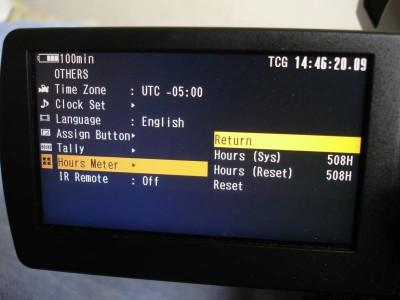 100min
TCG 14:46:20.09
OTHERS
Time Zone : UTC -05:00
Clock Set
Language : English
Assign Button
Tally
Hours Meter
IR Remote : Off
Return
Hours (Sys) 508H
Hours (Reset) 508H
Reset